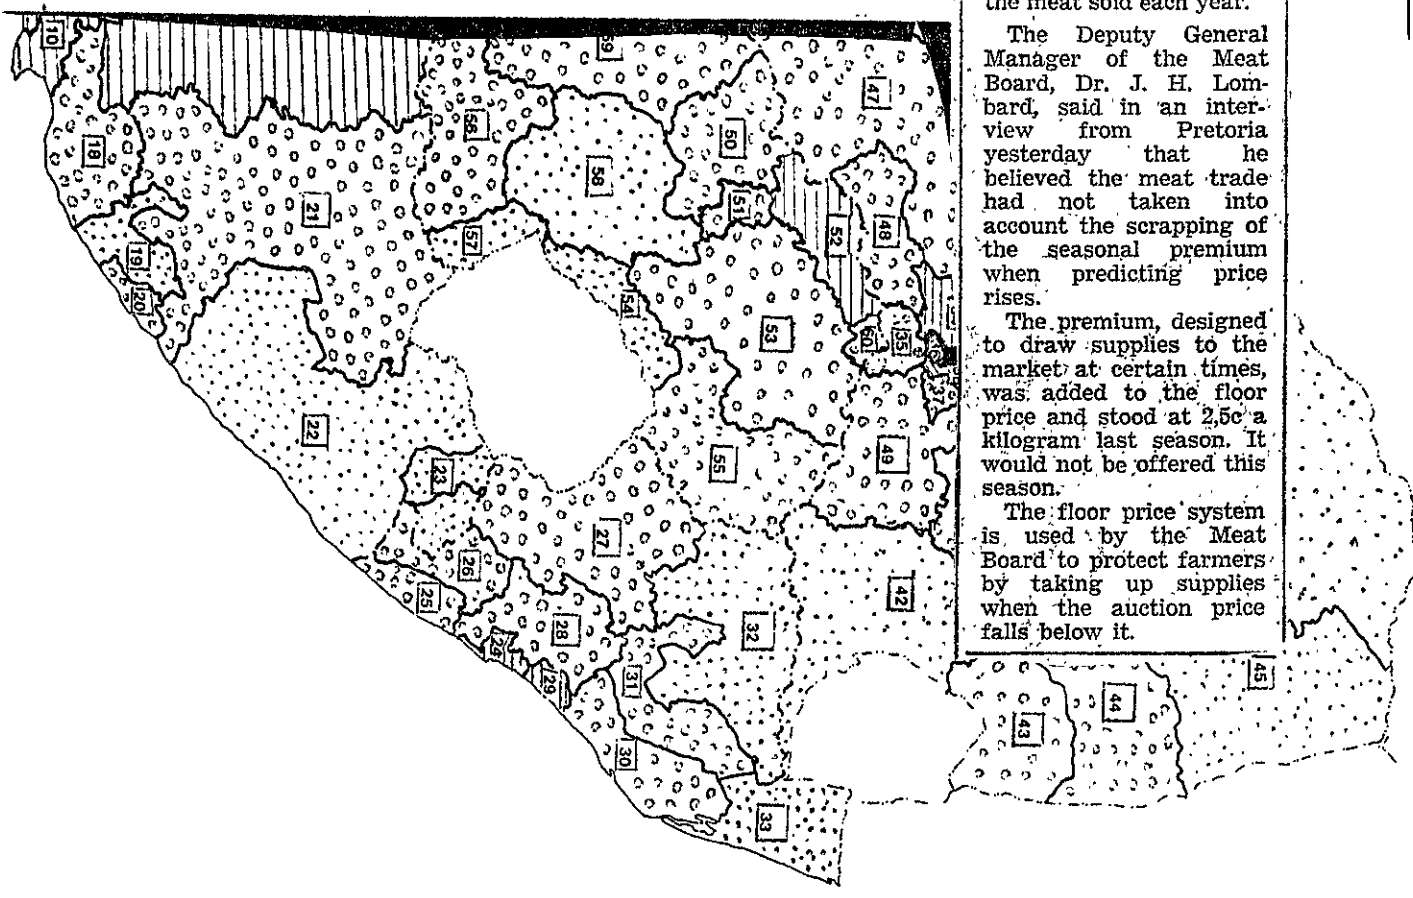 the meat sold each year.
The Deputy General
Manager of the Meat
Board, Dr. J. H. Lom-
bard, said in an inter-
view from Pretoria
yesterday that he
believed the meat trade
had not taken into
account the scrapping of
the seasonal premium
when predicting price
rises.
The premium, designed
to draw supplies to the
market at certain times,
was added to the floor
price and stood at 2,5c a
kilogram last season. It
would not be offered this
season.
The floor price system
is used by the Meat
Board to protect farmers
by taking up supplies
when the auction price
falls below it.
10
18
19
20
21
22
23
25
26
27
28
29
30
31
32
33
35
42
43
44
45
47
48
49
50
51
52
53
54
55
56
57
58
60